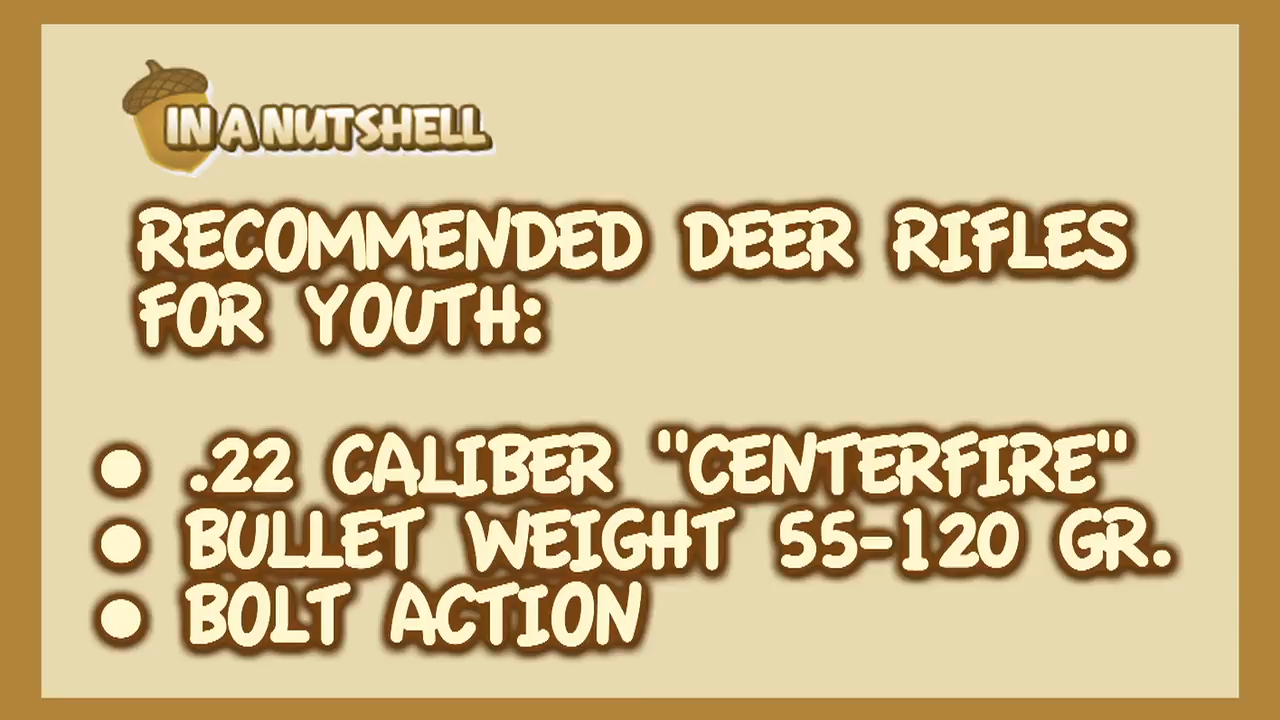 IN A NUTSHELL
RECOMMENDED DEER RIFLES
FOR YOUTH:
● .22 CALIBER "CENTERFIRE"
● BULLET WEIGHT 55-120 GR.
● BOLT ACTION